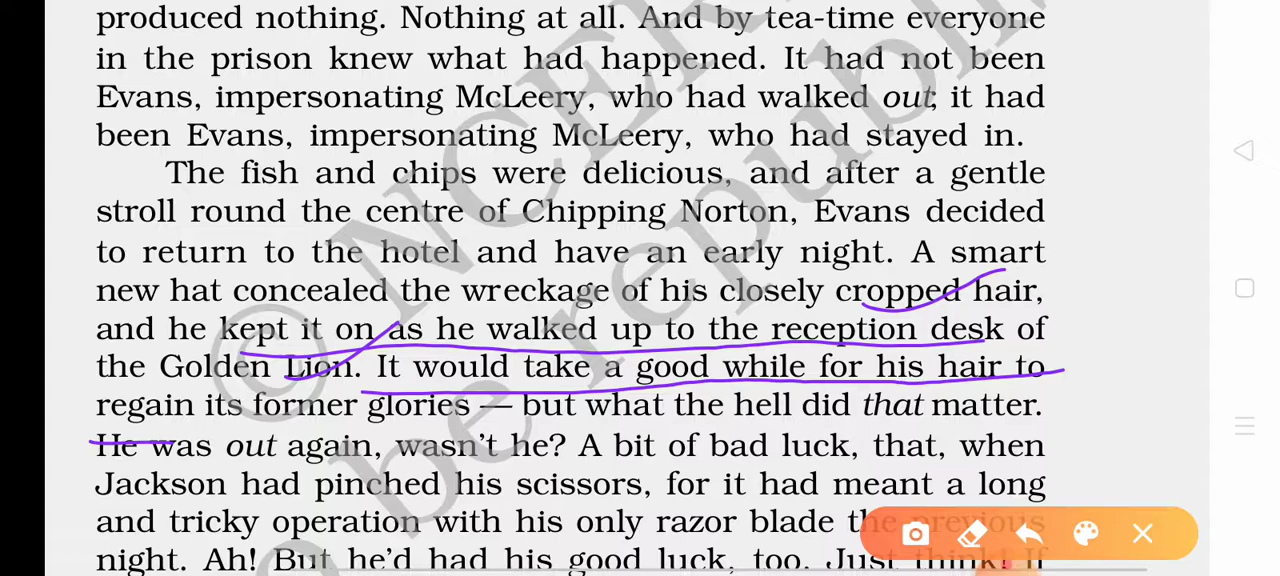 produced nothing. Nothing at all. And by tea-time everyone
in the prison knew what had happened. It had not been
Evans, impersonating McLeery, who had walked out; it had
been Evans, impersonating McLeery, who had stayed in.
The fish and chips were delicious, and after a gentle
stroll round the centre of Chipping Norton, Evans decided
to return to the hotel and have an early night. A smart
new hat concealed the wreckage of his closely cropped hair,
and he kept it on as he walked up to the reception desk of
the Golden Lion. It would take a good while for his hair to
regain its former glories — but what the hell did that matter.
He was out again, wasn't he? A bit of bad luck, that, when
Jackson had pinched his scissors, for it had meant a long
and tricky operation with his only razor blade the previous
night. Ah! But he'd had his good luck, too. Just think! If
© NCER
be republi